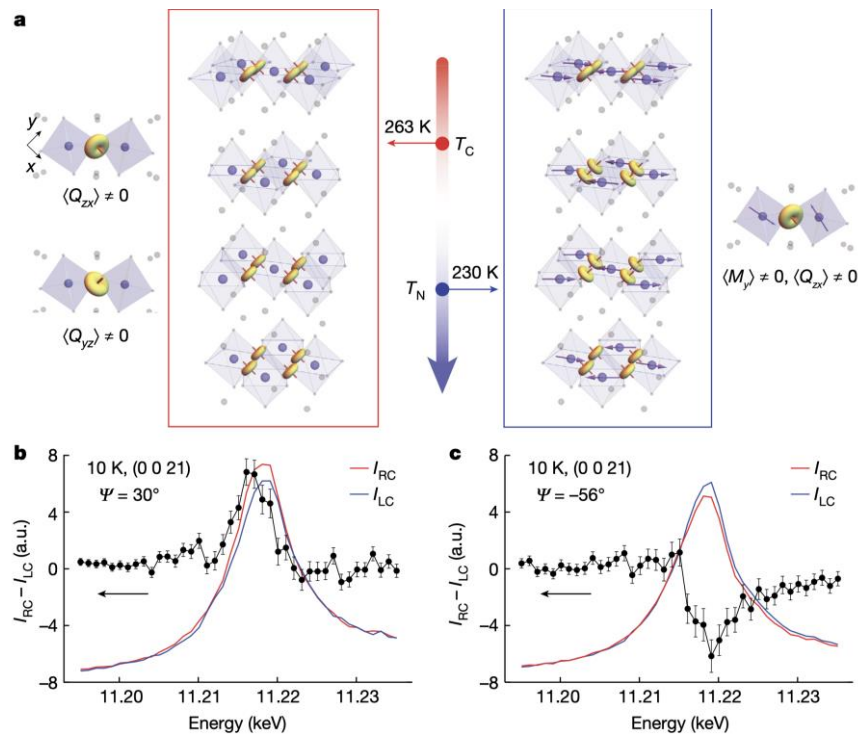 a
263 K
T_C
y
x
⟨Q_zx⟩ ≠ 0
⟨Q_yz⟩ ≠ 0
T_N
230 K
⟨M_y⟩ ≠ 0, ⟨Q_zx⟩ ≠ 0
b
10 K, (0 0 21)
Ψ = 30°
I_RC
I_LC
I_RC – I_LC (a.u.)
8
4
0
–4
–8
11.20
11.21
11.22
11.23
Energy (keV)
c
10 K, (0 0 21)
Ψ = –56°
I_RC
I_LC
I_RC – I_LC (a.u.)
8
4
0
–4
–8
11.20
11.21
11.22
11.23
Energy (keV)